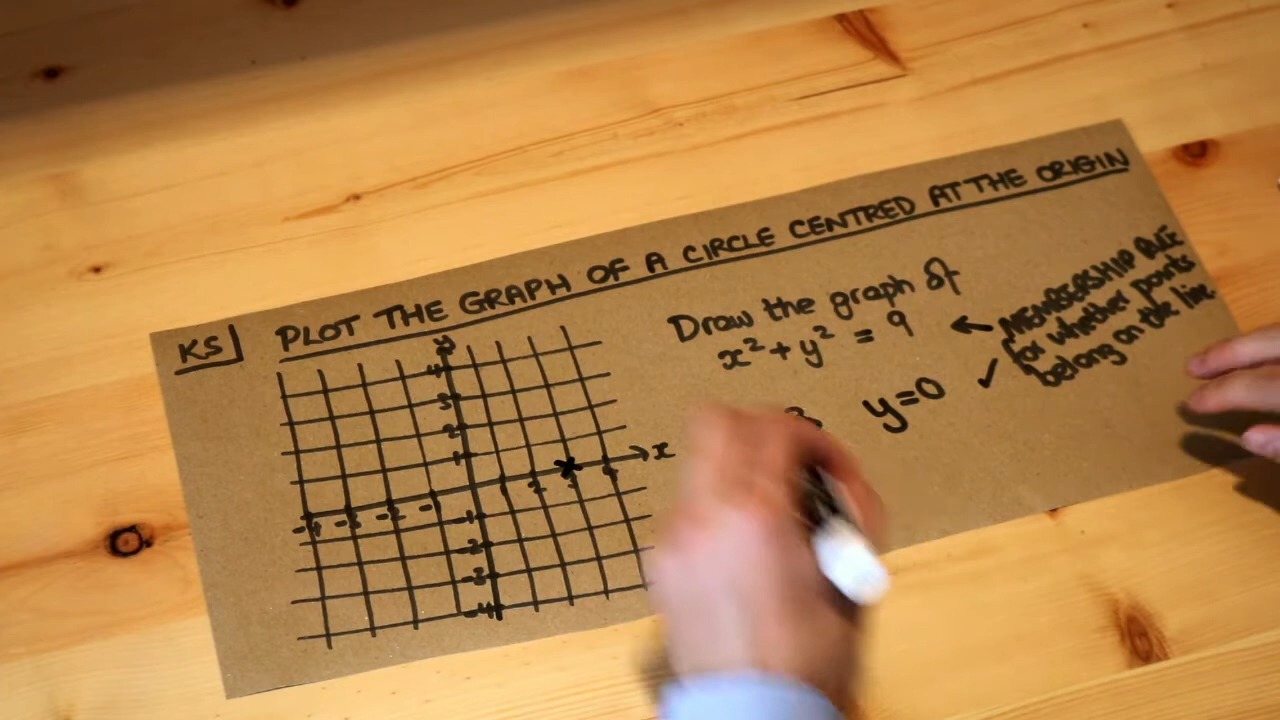 KS
PLOT THE GRAPH OF A CIRCLE CENTRED AT THE ORIGIN
Draw the graph of
x² + y² = 9
← MEMBERSHIP RULE
for whether points
belong on the line.
y=0 ✓
y
4
3
2
1
x
-4 -3 -2 -1 2 3 4
-1
-2
-3
-4